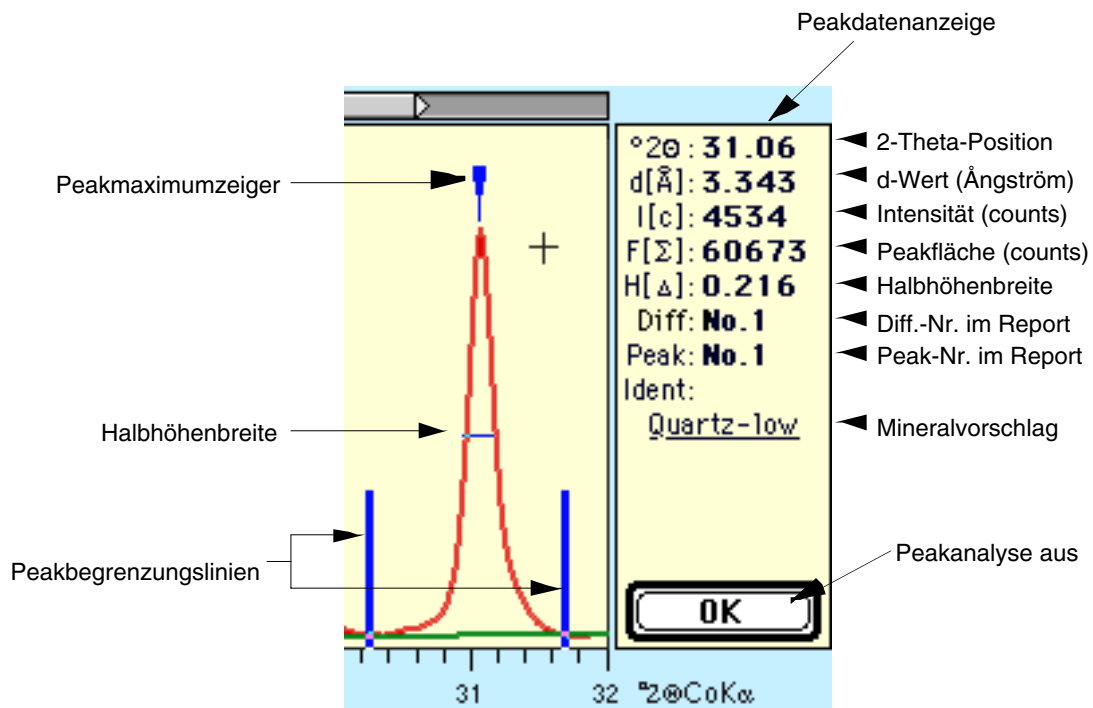 Peakdatenanzeige
Peakmaximumzeiger
Halbhöhenbreite
Peakbegrenzungslinien
°2Θ: 31.06
d[Å]: 3.343
I[c]: 4534
F[Σ]: 60673
H[Δ]: 0.216
Diff: No.1
Peak: No.1
Ident:
Quartz-low
OK
2-Theta-Position
d-Wert (Ångström)
Intensität (counts)
Peakfläche (counts)
Halbhöhenbreite
Diff.-Nr. im Report
Peak-Nr. im Report
Mineralvorschlag
Peakanalyse aus
31 32 °2ΘCoKα